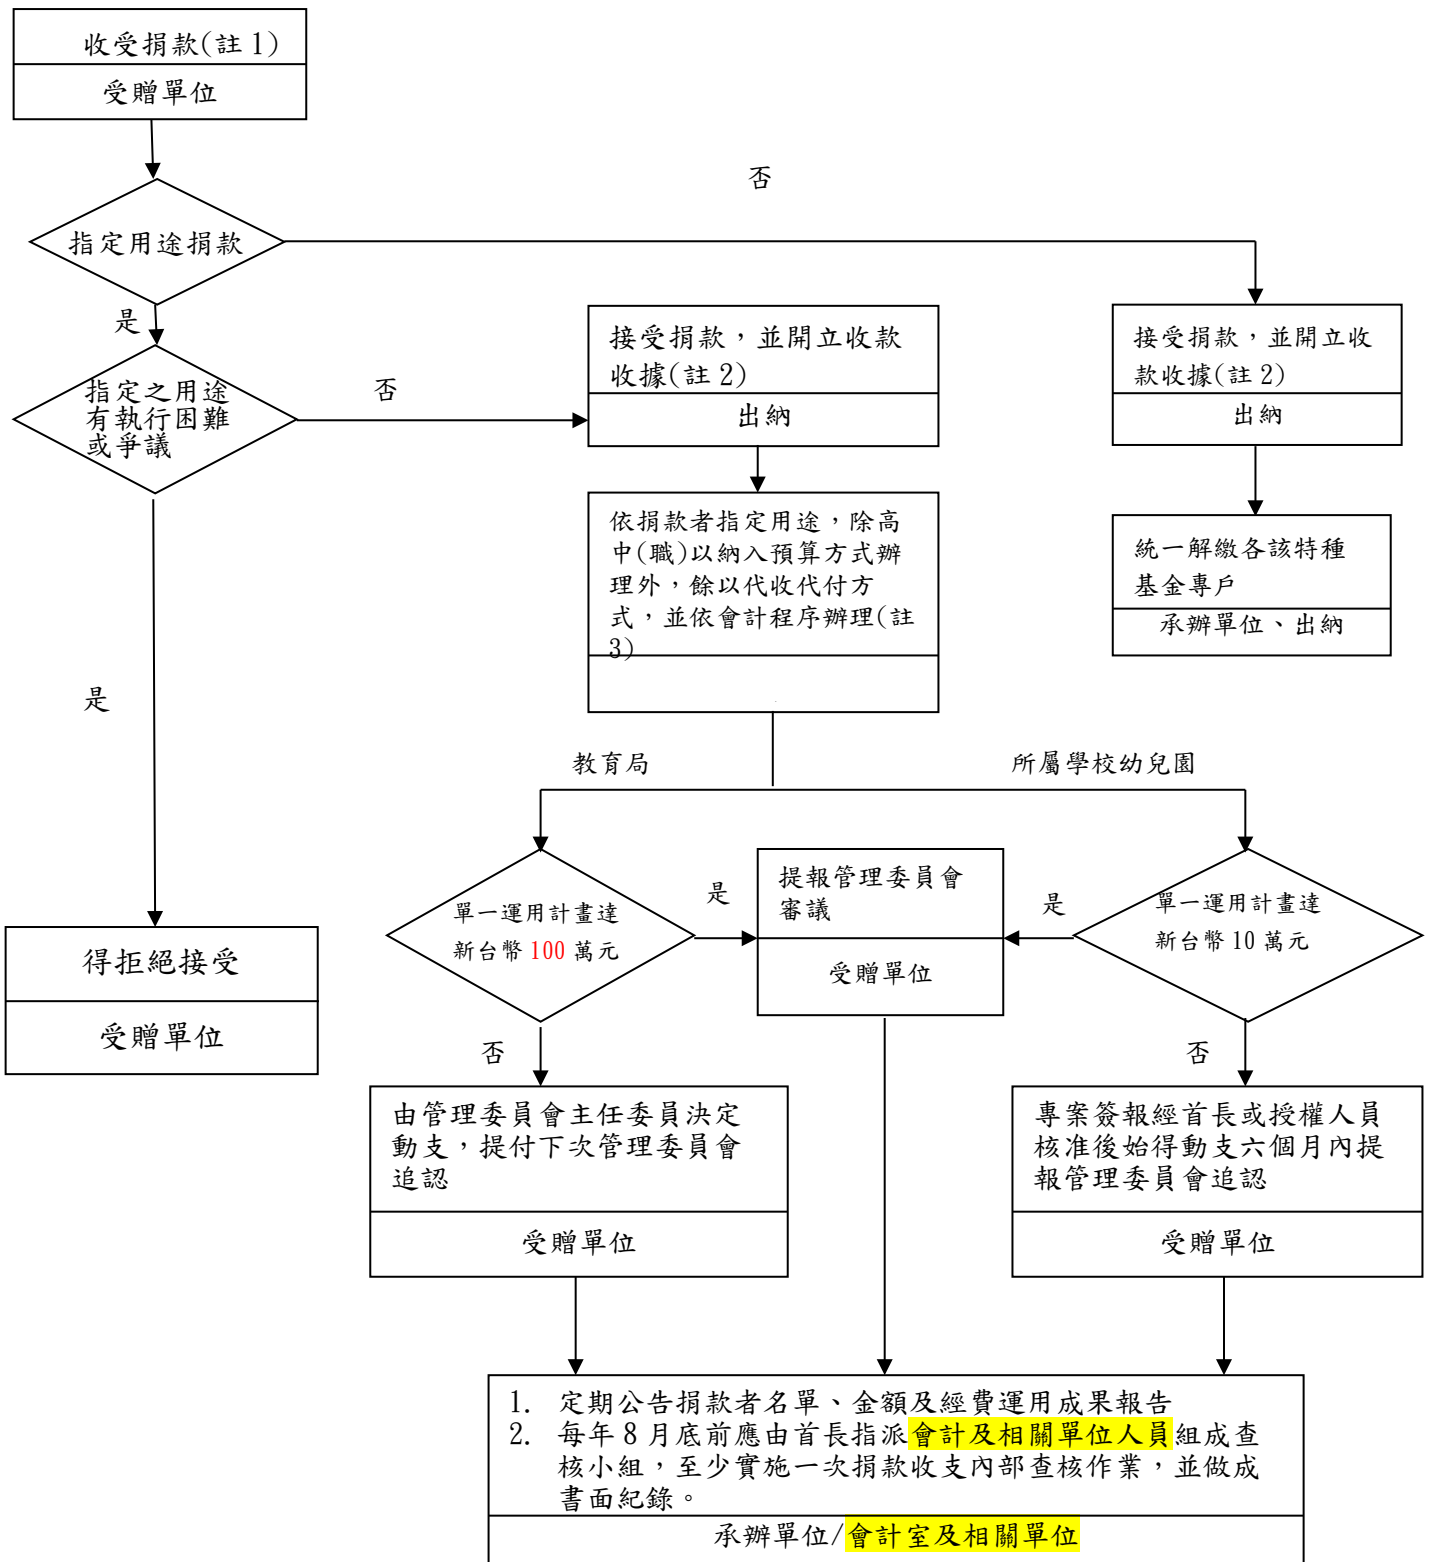 收受捐款(註 1)
受贈單位
否
指定用途捐款
是
指定之用途
有執行困難
或爭議
否
接受捐款，並開立收款
收據(註 2)
出納
接受捐款，並開立收
款收據(註 2)
出納
依捐款者指定用途，除高
中(職)以納入預算方式辦
理外，餘以代收代付方
式，並依會計程序辦理(註
3)
統一解繳各該特種
基金專戶
承辦單位、出納
是
教育局
所屬學校幼兒園
單一運用計畫達
新台幣 100 萬元
是
提報管理委員會
審議
受贈單位
是
單一運用計畫達
新台幣 10 萬元
得拒絕接受
受贈單位
否
否
由管理委員會主任委員決定
動支，提付下次管理委員會
追認
受贈單位
專案簽報經首長或授權人員
核准後始得動支六個月內提
報管理委員會追認
受贈單位
1. 定期公告捐款者名單、金額及經費運用成果報告
2. 每年 8 月底前應由首長指派會計及相關單位人員組成查
核小組，至少實施一次捐款收支內部查核作業，並做成
書面紀錄。
承辦單位/會計室及相關單位